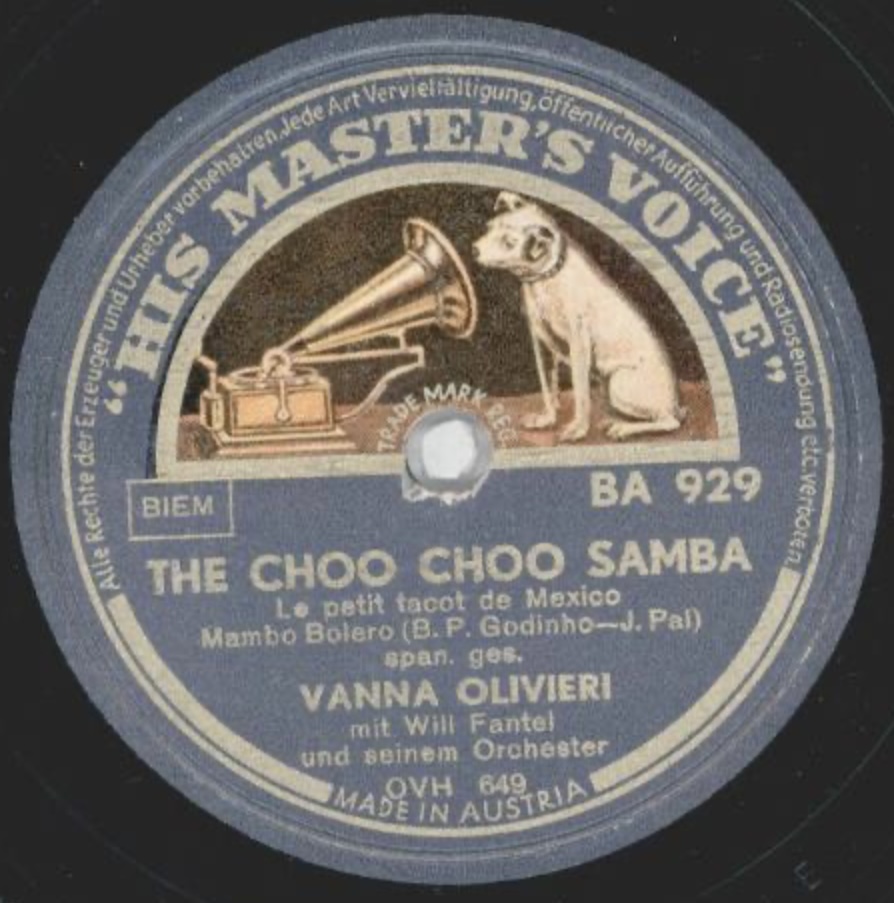 Alle Rechte der Erzeuger und Urheber vorbehalten. Jede Art Vervielfältigung, öffentlicher Aufführung und Radiosendung etc. verboten.
"HIS MASTER'S VOICE"
TRADE MARK REG.
BIEM
BA 929
THE CHOO CHOO SAMBA
Le petit tacot de Mexico
Mambo Bolero (B. P. Godinho—J. Pal)
span. ges.
VANNA OLIVIERI
mit Will Fantel
und seinem Orchester
OVH 649
MADE IN AUSTRIA